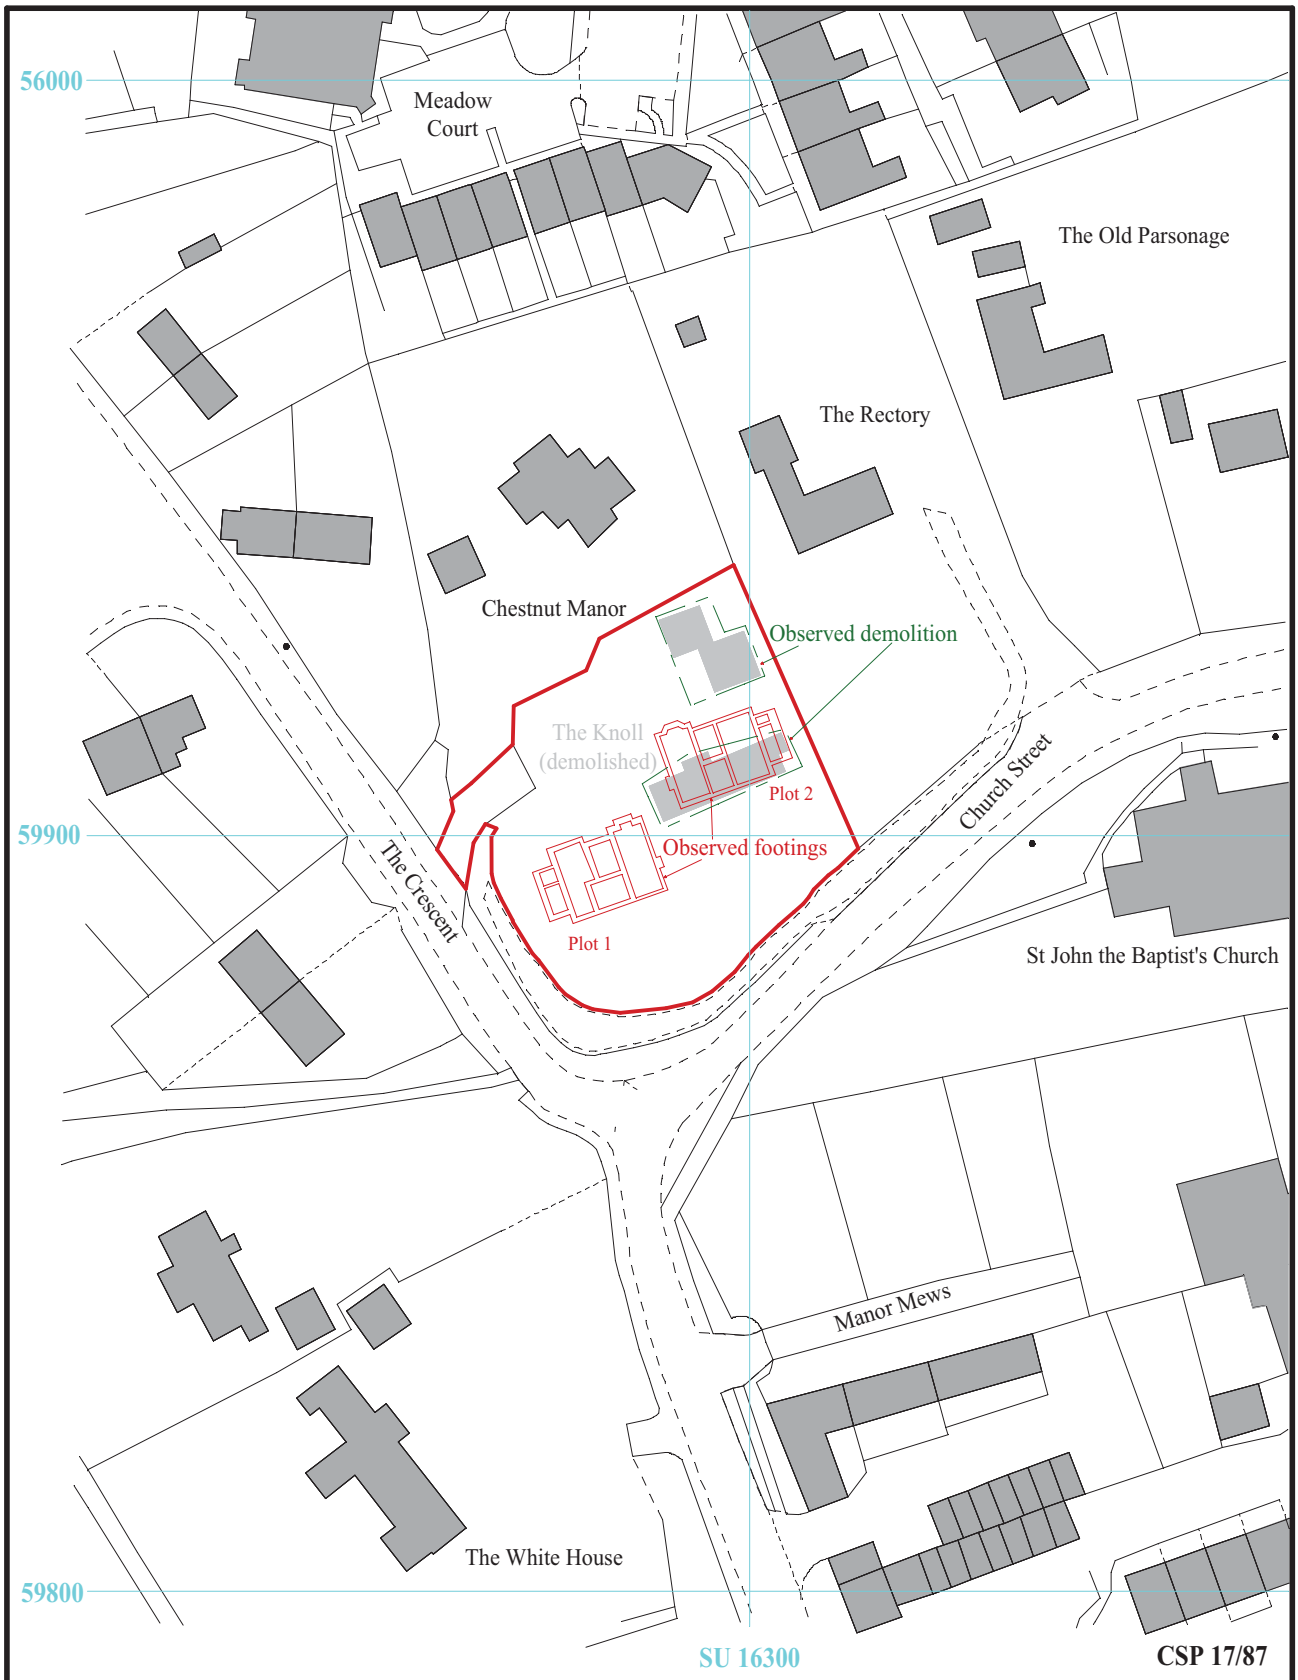 56000
Meadow
Court
The Old Parsonage
The Rectory
Chestnut Manor
Observed demolition
The Knoll
(demolished)
Plot 2
Church Street
59900
Observed footings
The Crescent
Plot 1
St John the Baptist's Church
Manor Mews
The White House
59800
SU 16300
CSP 17/87